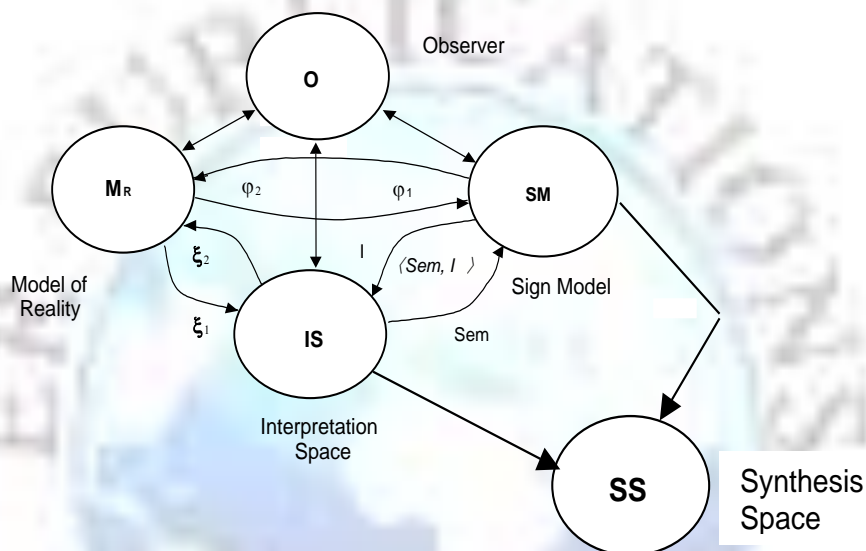 Observer
O
M R
SM
φ2
φ1
ξ2
I
⟨Sem, I ⟩
Model of
Reality
Sign Model
ξ1
IS
Sem
Interpretation
Space
SS
Synthesis
Space